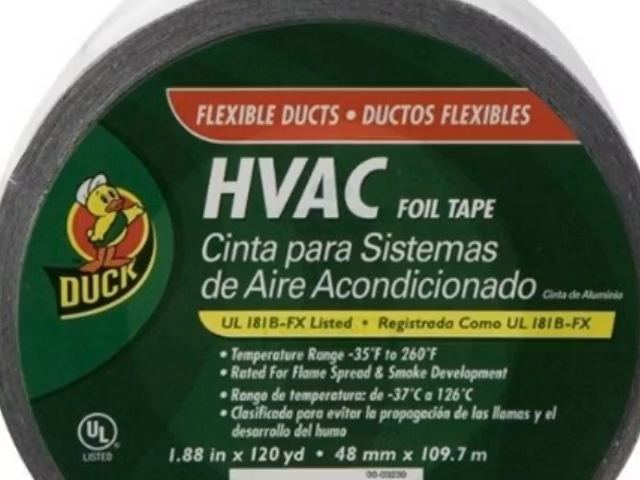 FLEXIBLE DUCTS • DUCTOS FLEXIBLES
HVAC FOIL TAPE
Cinta para Sistemas
de Aire Acondicionado Cinta de Aluminio
DUCK
UL 181B-FX Listed • Registrada Como UL 181B-FX
• Temperature Range -35°F to 260°F
• Rated For Flame Spread & Smoke Development
• Rango de temperatura: de -37°C a 126°C
• Clasificada para evitar la propagación de las llamas y el
desarrollo del humo
UL
LISTED
1.88 in x 120 yd • 48 mm x 109.7 m